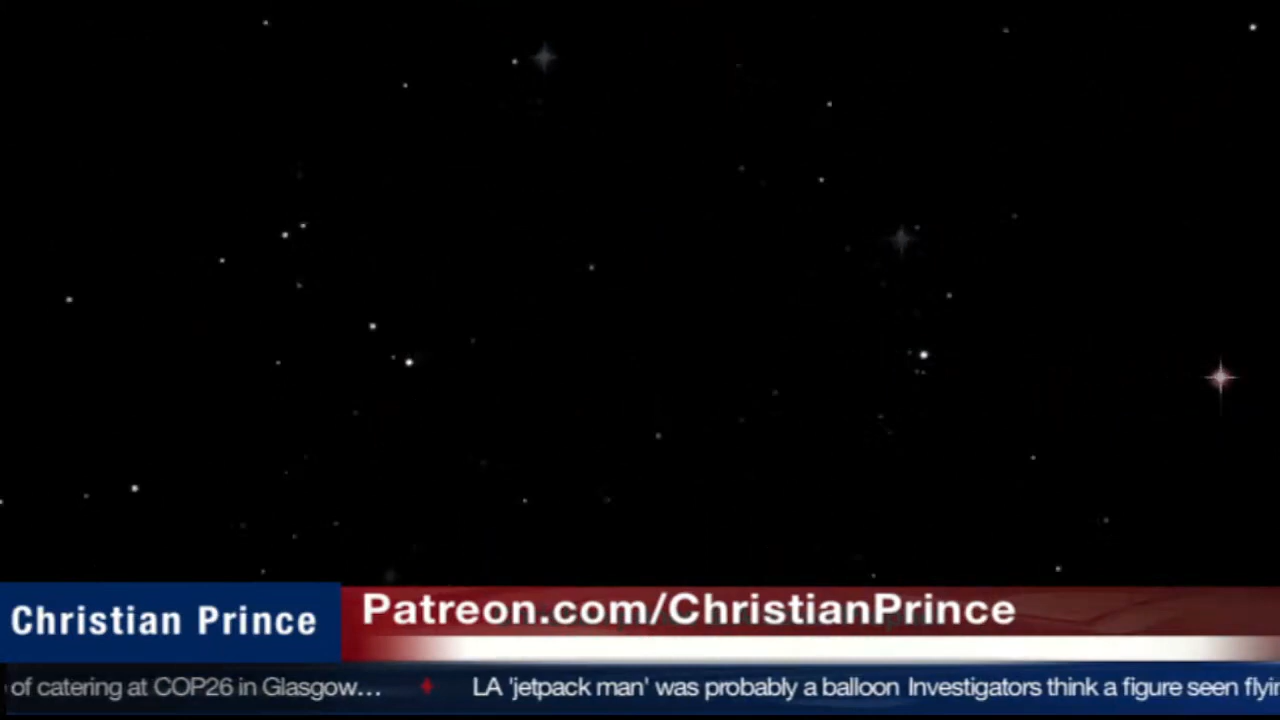 Christian Prince
Patreon.com/ChristianPrince
of catering at COP26 in Glasgow... LA 'jetpack man' was probably a balloon Investigators think a figure seen